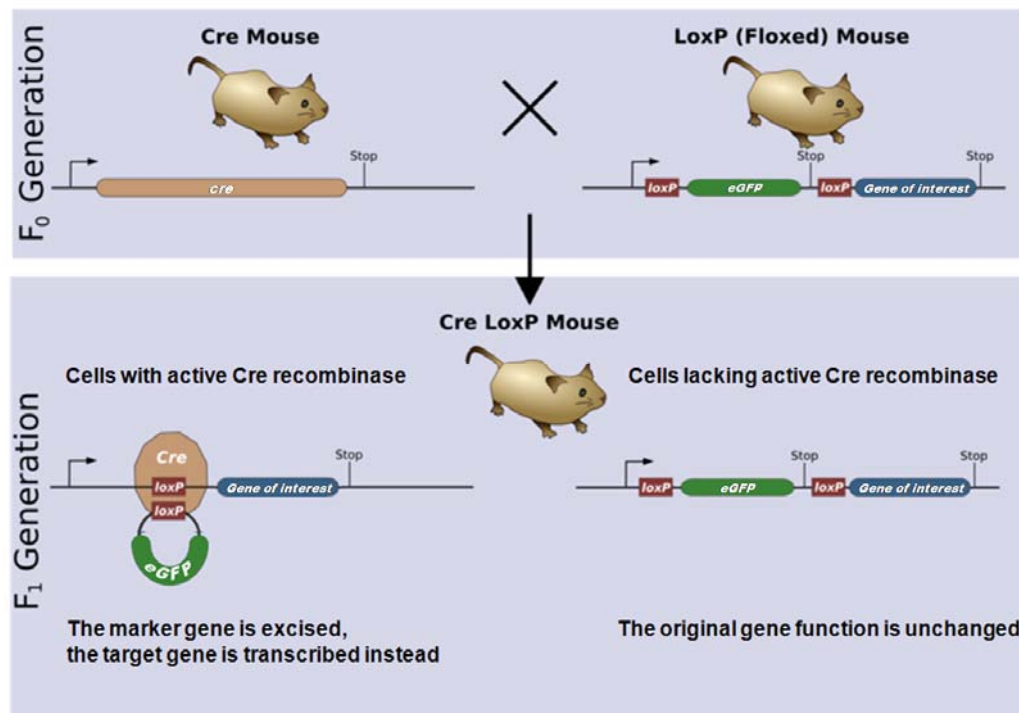 F0 Generation
Cre Mouse
LoxP (Floxed) Mouse
Stop
cre
Stop
Stop
loxP
eGFP
loxP
Gene of interest
F1 Generation
Cre LoxP Mouse
Cells with active Cre recombinase
Cells lacking active Cre recombinase
Cre
loxP
loxP
eGFP
Gene of interest
Stop
Stop
Stop
loxP
eGFP
loxP
Gene of interest
The marker gene is excised,
the target gene is transcribed instead
The original gene function is unchanged